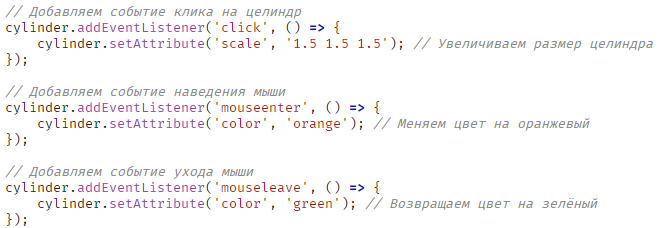 // Добавляем событие клика на целиндр
cylinder.addEventListener('click', () => {
    cylinder.setAttribute('scale', '1.5 1.5 1.5'); // Увеличиваем размер целиндра
});

// Добавляем событие наведения мыши
cylinder.addEventListener('mouseenter', () => {
    cylinder.setAttribute('color', 'orange'); // Меняем цвет на оранжевый
});

// Добавляем событие ухода мыши
cylinder.addEventListener('mouseleave', () => {
    cylinder.setAttribute('color', 'green'); // Возвращаем цвет на зелёный
});